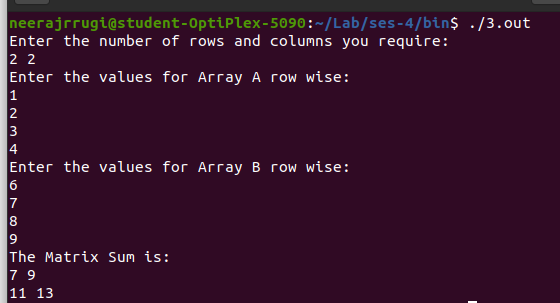 neerajrrugi@student-OptiPlex-5090:~/Lab/ses-4/bin$ ./3.out
Enter the number of rows and columns you require:
2 2
Enter the values for Array A row wise:
1
2
3
4
Enter the values for Array B row wise:
6
7
8
9
The Matrix Sum is:
7 9
11 13